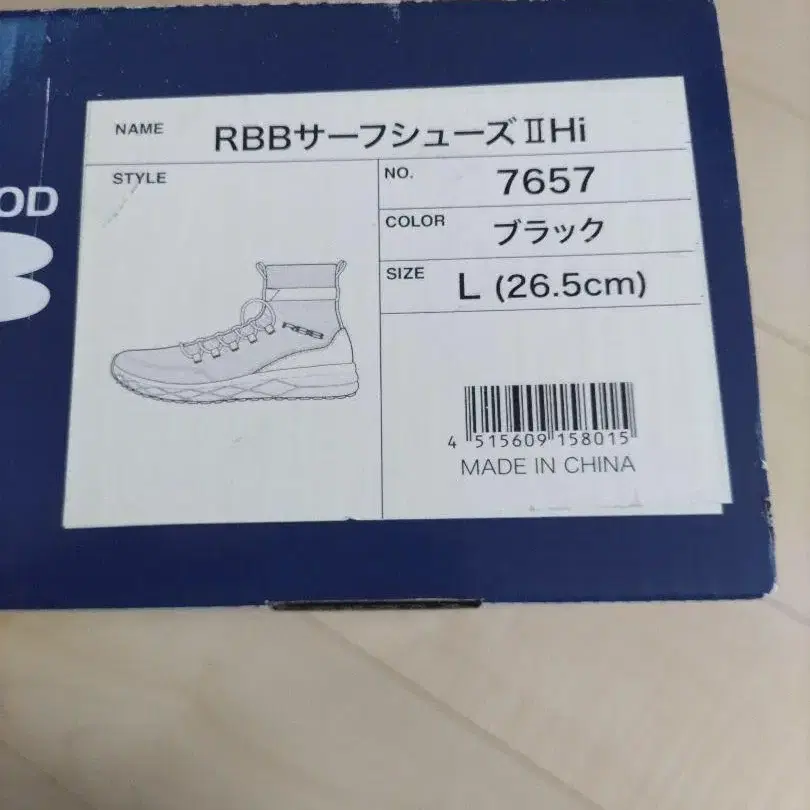 OD
B
NAME RBBサーフシューズⅡHi
STYLE
RBB
NO. 7657
COLOR ブラック
SIZE L (26.5cm)
4 515609 158015
MADE IN CHINA